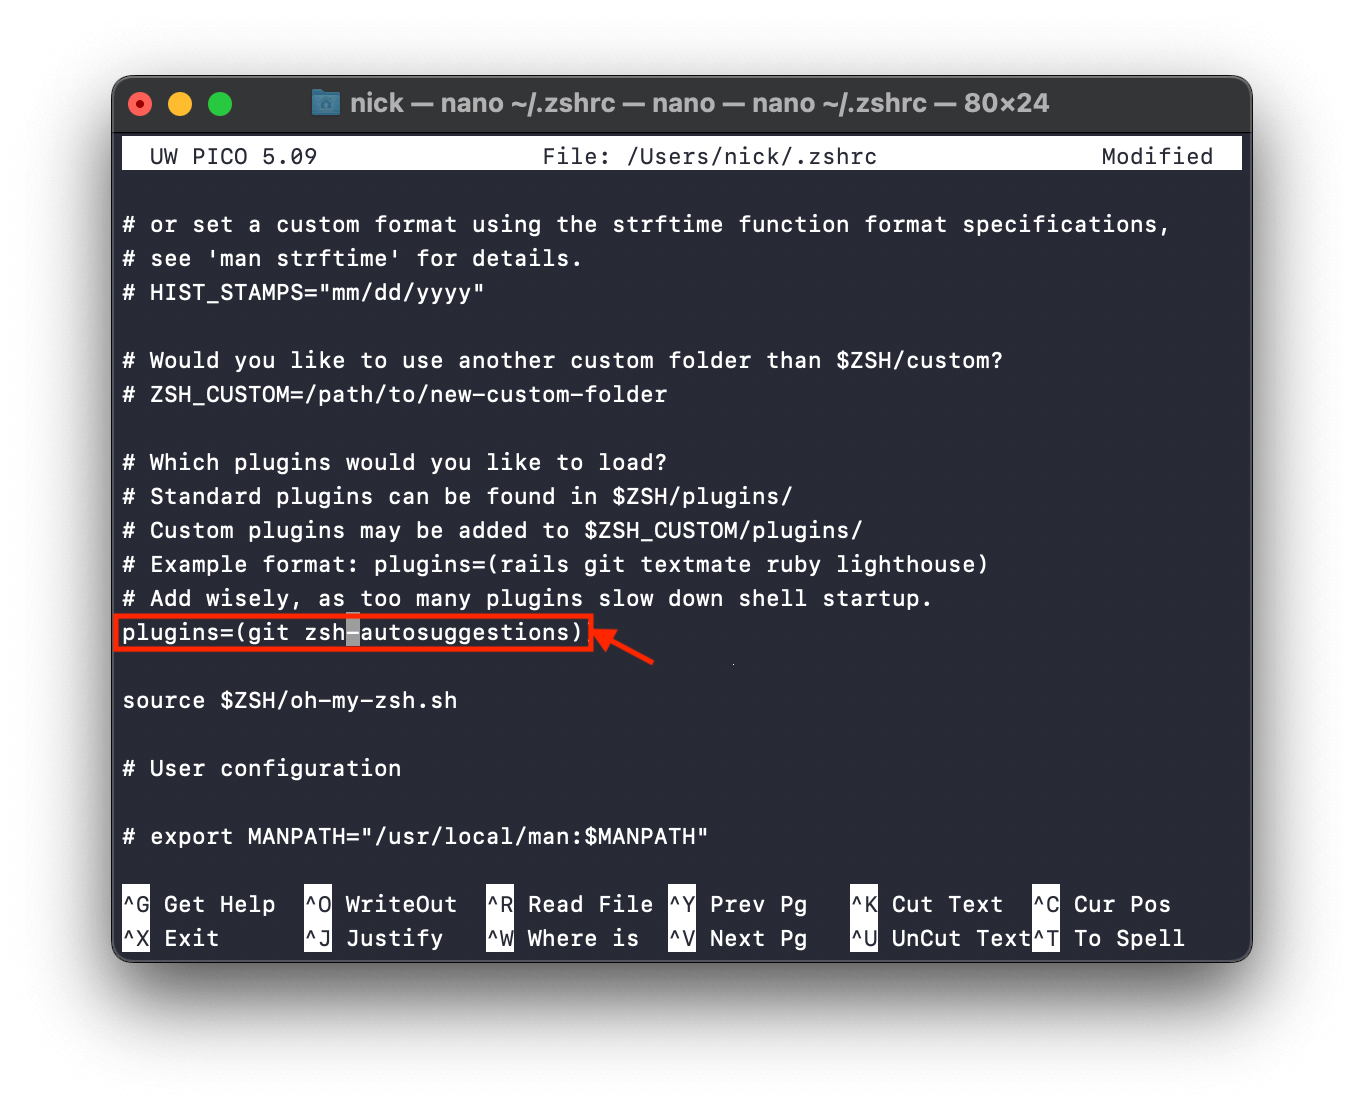 nick — nano ~/.zshrc — nano — nano ~/.zshrc — 80×24
UW PICO 5.09 File: /Users/nick/.zshrc Modified
# or set a custom format using the strftime function format specifications,
# see 'man strftime' for details.
# HIST_STAMPS="mm/dd/yyyy"
# Would you like to use another custom folder than $ZSH/custom?
# ZSH_CUSTOM=/path/to/new-custom-folder
# Which plugins would you like to load?
# Standard plugins can be found in $ZSH/plugins/
# Custom plugins may be added to $ZSH_CUSTOM/plugins/
# Example format: plugins=(rails git textmate ruby lighthouse)
# Add wisely, as too many plugins slow down shell startup.
plugins=(git zsh-autosuggestions)
source $ZSH/oh-my-zsh.sh
# User configuration
# export MANPATH="/usr/local/man:$MANPATH"
^G Get Help ^O WriteOut ^R Read File ^Y Prev Pg ^K Cut Text ^C Cur Pos
^X Exit ^J Justify ^W Where is ^V Next Pg ^U UnCut Text ^T To Spell